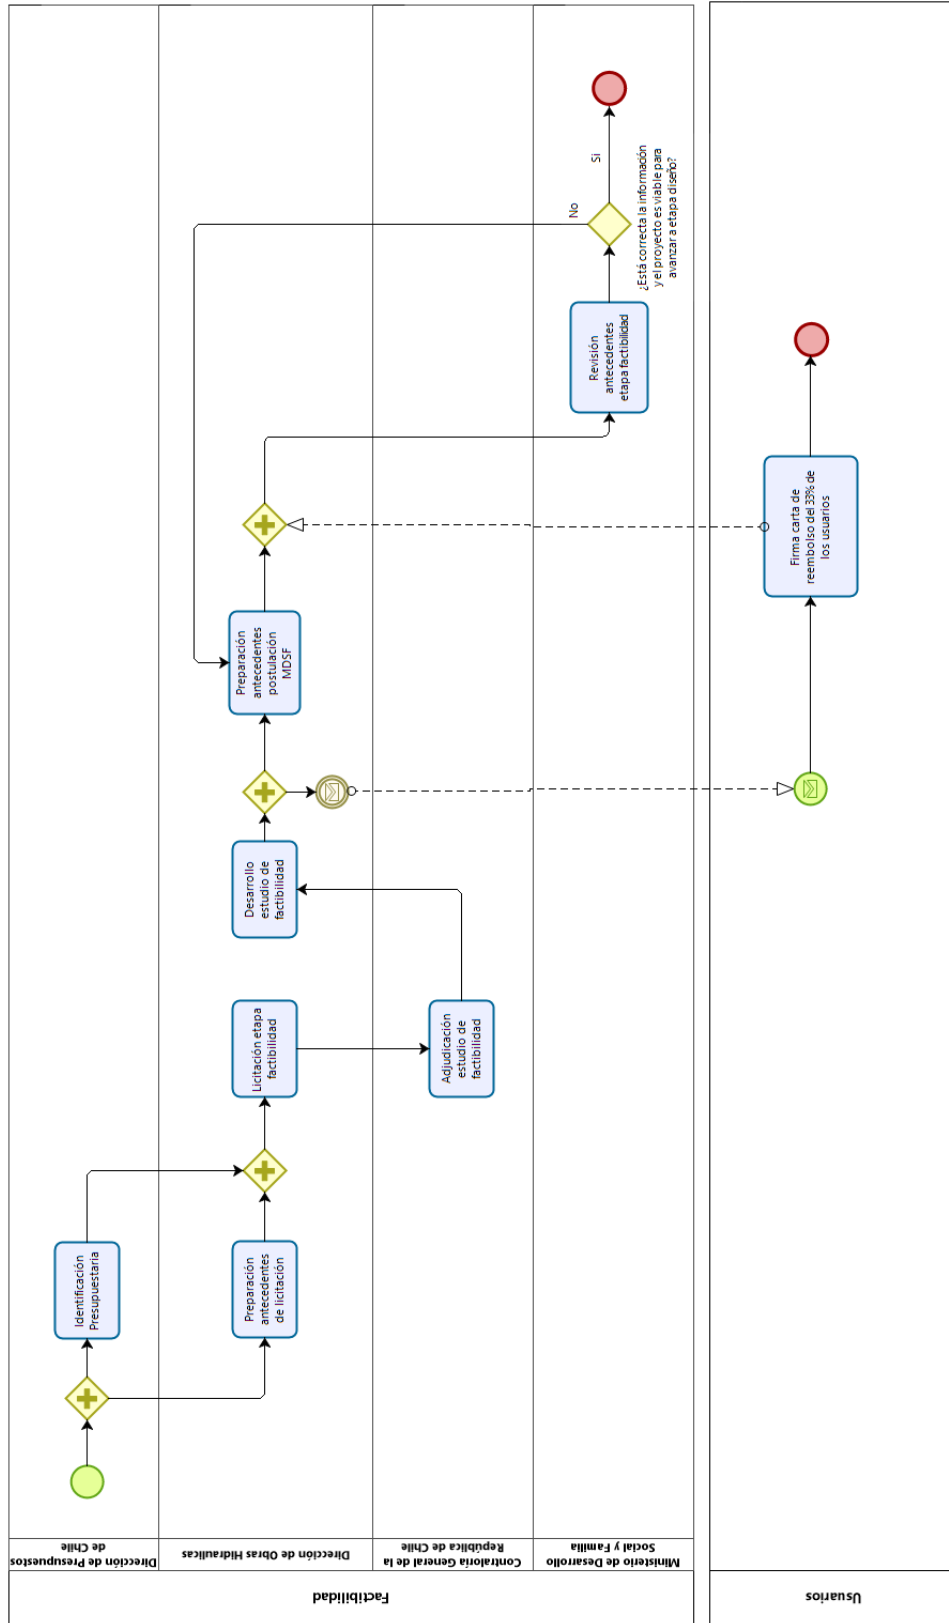 Factibilidad
Dirección de Presupuestos
de Chile
Identificación
Presupuestaria
Dirección de Obras Hidraulicas
Preparación
antecedentes
de licitación
Licitación etapa
factibilidad
Desarrollo
estudio de
factibilidad
Preparación
antecedentes
postulación
MDSF
Contraloría General de la
República de Chile
Adjudicación
estudio de
factibilidad
Ministerio de Desarrollo
Social y Familia
Revisión
antecedentes
etapa factibilidad
No
Si
¿Está correcta la información
y el proyecto es viable para
avanzar a etapa diseño?
Usuarios
Firma carta de
reembolso del 33% de
los usuarios